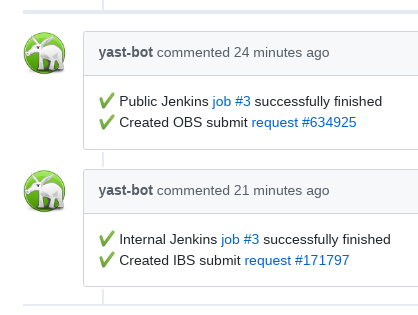 yast-bot commented 24 minutes ago
✔ Public Jenkins job #3 successfully finished
✔ Created OBS submit request #634925
yast-bot commented 21 minutes ago
✔ Internal Jenkins job #3 successfully finished
✔ Created IBS submit request #171797